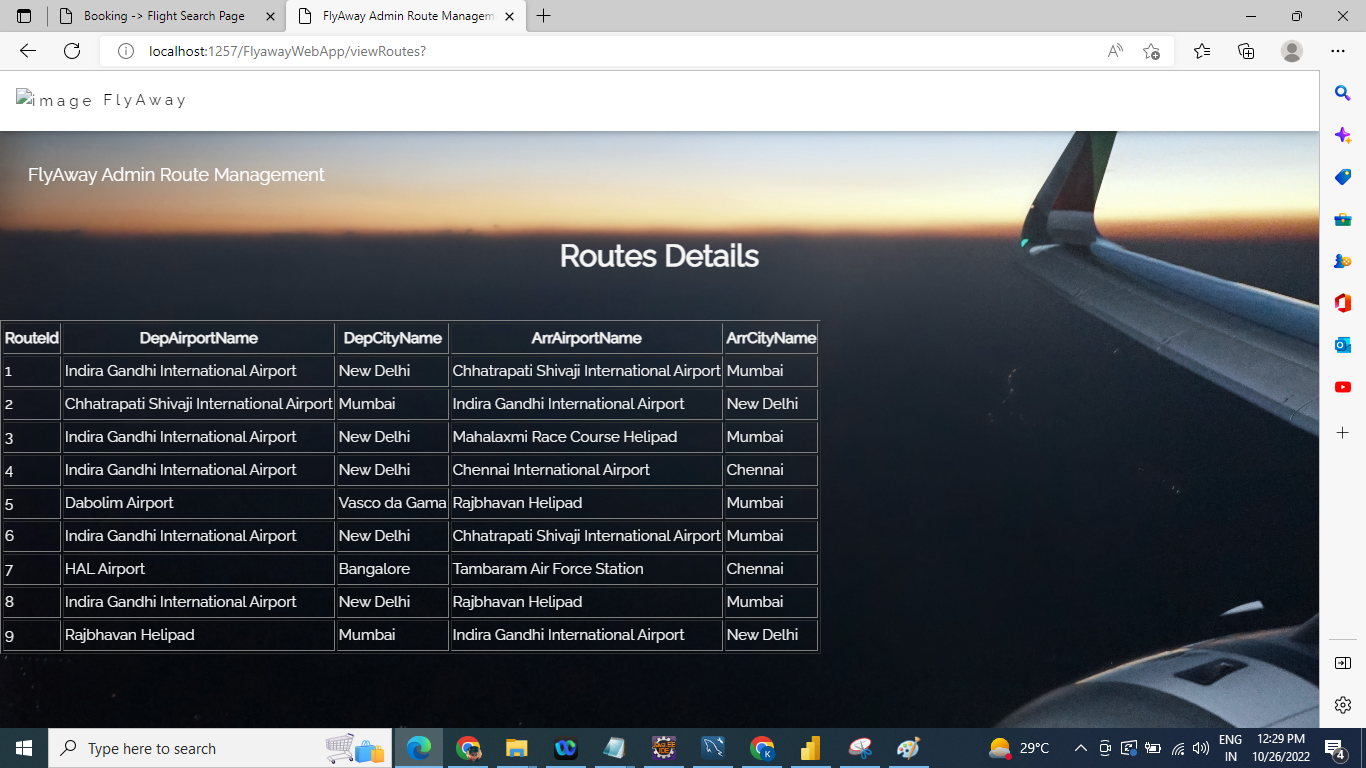 Booking -> Flight Search Page
FlyAway Admin Route Managem
localhost:1257/FlyawayWebApp/viewRoutes?
image FlyAway
FlyAway Admin Route Management
Routes Details
RouteId DepAirportName DepCityName ArrAirportName ArrCityName
1 Indira Gandhi International Airport New Delhi Chhatrapati Shivaji International Airport Mumbai
2 Chhatrapati Shivaji International Airport Mumbai Indira Gandhi International Airport New Delhi
3 Indira Gandhi International Airport New Delhi Mahalaxmi Race Course Helipad Mumbai
4 Indira Gandhi International Airport New Delhi Chennai International Airport Chennai
5 Dabolim Airport Vasco da Gama Rajbhavan Helipad Mumbai
6 Indira Gandhi International Airport New Delhi Chhatrapati Shivaji International Airport Mumbai
7 HAL Airport Bangalore Tambaram Air Force Station Chennai
8 Indira Gandhi International Airport New Delhi Rajbhavan Helipad Mumbai
9 Rajbhavan Helipad Mumbai Indira Gandhi International Airport New Delhi
Type here to search
29°C
ENG
IN
12:29 PM
10/26/2022
4